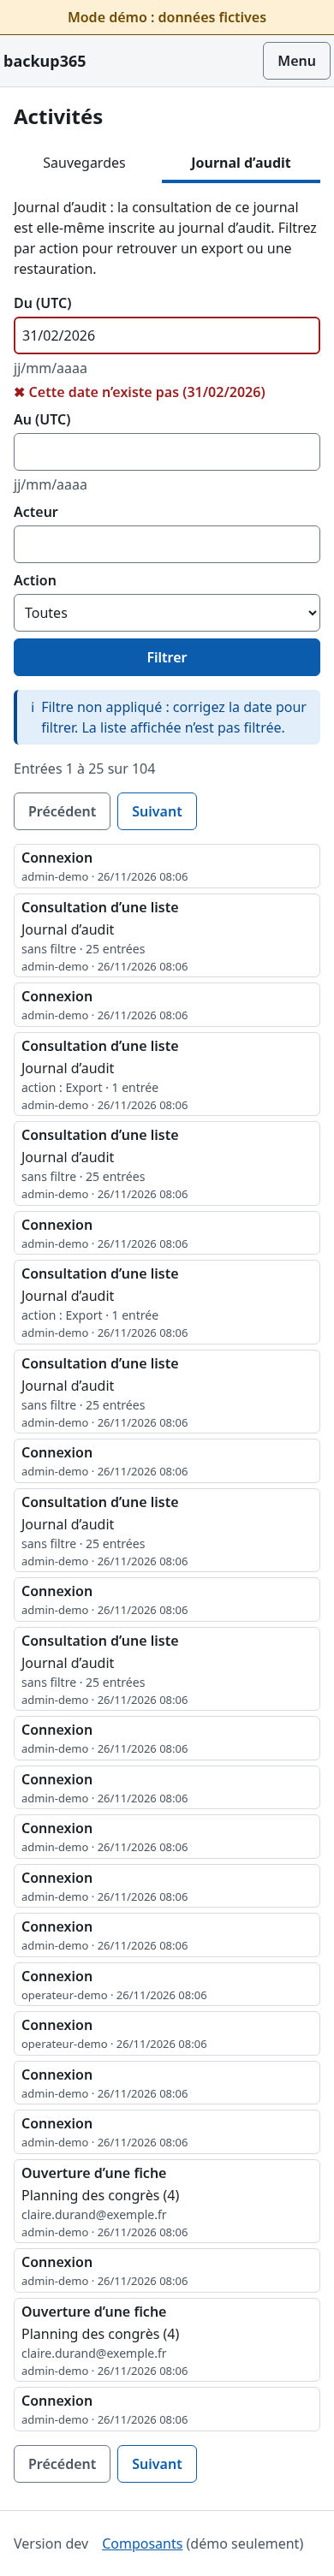 Mode démo : données fictives
backup365
Menu
Activités
Sauvegardes
Journal d’audit
Journal d’audit : la consultation de ce journal
est elle-même inscrite au journal d’audit. Filtrez
par action pour retrouver un export ou une
restauration.
Du (UTC)
31/02/2026
jj/mm/aaaa
✖ Cette date n’existe pas (31/02/2026)
Au (UTC)
jj/mm/aaaa
Acteur
Action
Toutes
Filtrer
i Filtre non appliqué : corrigez la date pour
filtrer. La liste affichée n’est pas filtrée.
Entrées 1 à 25 sur 104
Précédent
Suivant
Connexion
admin-demo · 26/11/2026 08:06
Consultation d’une liste
Journal d’audit
sans filtre · 25 entrées
admin-demo · 26/11/2026 08:06
Connexion
admin-demo · 26/11/2026 08:06
Consultation d’une liste
Journal d’audit
action : Export · 1 entrée
admin-demo · 26/11/2026 08:06
Consultation d’une liste
Journal d’audit
sans filtre · 25 entrées
admin-demo · 26/11/2026 08:06
Connexion
admin-demo · 26/11/2026 08:06
Consultation d’une liste
Journal d’audit
action : Export · 1 entrée
admin-demo · 26/11/2026 08:06
Consultation d’une liste
Journal d’audit
sans filtre · 25 entrées
admin-demo · 26/11/2026 08:06
Connexion
admin-demo · 26/11/2026 08:06
Consultation d’une liste
Journal d’audit
sans filtre · 25 entrées
admin-demo · 26/11/2026 08:06
Connexion
admin-demo · 26/11/2026 08:06
Consultation d’une liste
Journal d’audit
sans filtre · 25 entrées
admin-demo · 26/11/2026 08:06
Connexion
admin-demo · 26/11/2026 08:06
Connexion
admin-demo · 26/11/2026 08:06
Connexion
admin-demo · 26/11/2026 08:06
Connexion
admin-demo · 26/11/2026 08:06
Connexion
admin-demo · 26/11/2026 08:06
Connexion
operateur-demo · 26/11/2026 08:06
Connexion
operateur-demo · 26/11/2026 08:06
Connexion
admin-demo · 26/11/2026 08:06
Connexion
admin-demo · 26/11/2026 08:06
Ouverture d’une fiche
Planning des congrès (4)
claire.durand@exemple.fr
admin-demo · 26/11/2026 08:06
Connexion
admin-demo · 26/11/2026 08:06
Ouverture d’une fiche
Planning des congrès (4)
claire.durand@exemple.fr
admin-demo · 26/11/2026 08:06
Connexion
admin-demo · 26/11/2026 08:06
Précédent
Suivant
Version dev Composants (démo seulement)